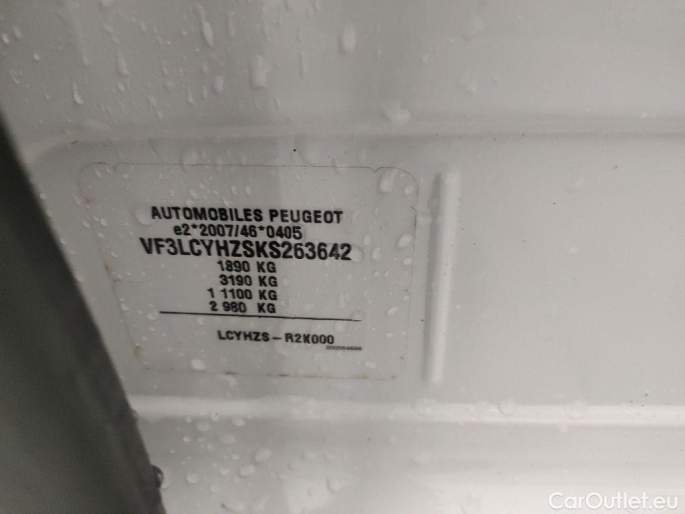 AUTOMOBILES PEUGEOT
e2*2007/46*0405
VF3LCYHZSKS263642
1890 KG
3190 KG
1 1100 KG
2 980 KG
LCYHZS-R2K000
CarOutlet.eu